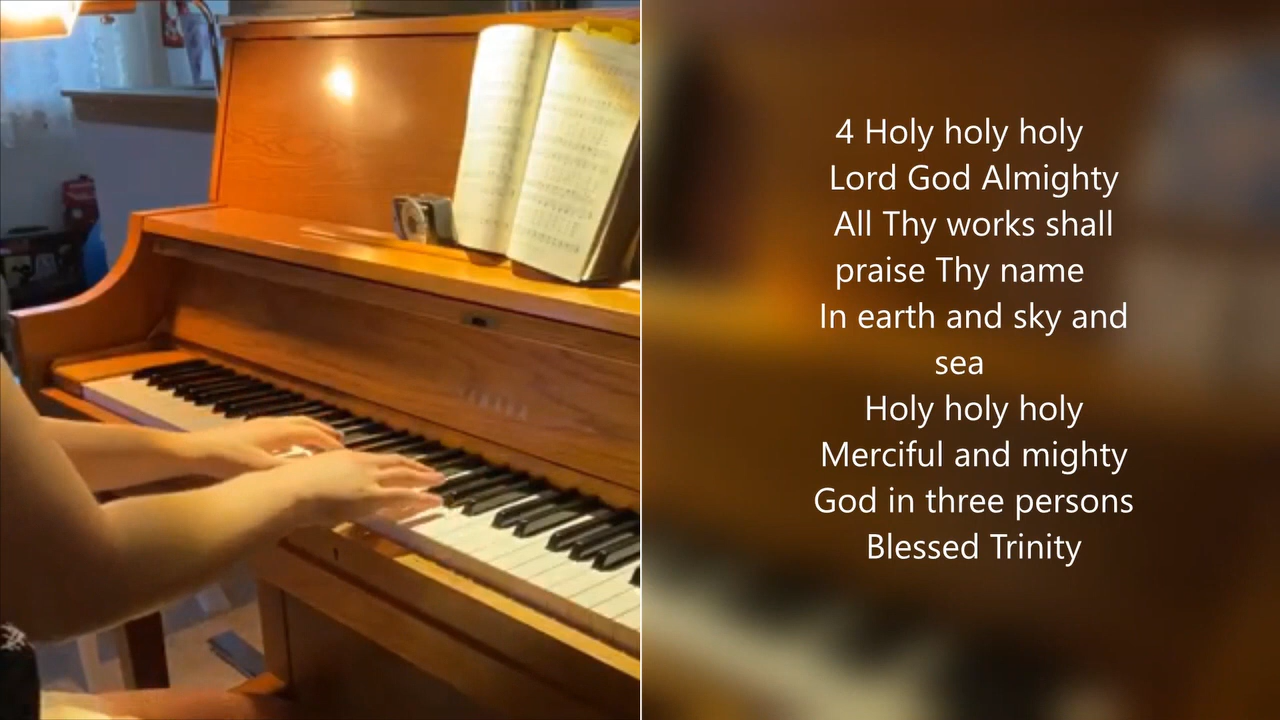 4 Holy holy holy
Lord God Almighty
All Thy works shall
praise Thy name
In earth and sky and
sea
Holy holy holy
Merciful and mighty
God in three persons
Blessed Trinity
YAMAHA